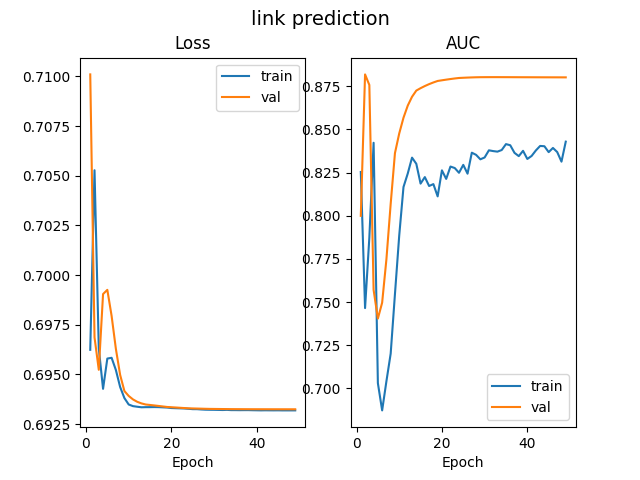 link prediction
Loss
0.7100
0.7075
0.7050
0.7025
0.7000
0.6975
0.6950
0.6925
0
20
40
Epoch
train
val
AUC
0.875
0.850
0.825
0.800
0.775
0.750
0.725
0.700
0
20
40
Epoch
train
val